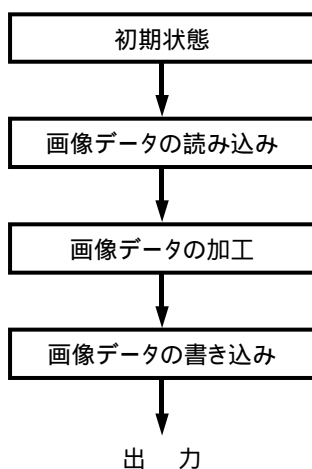 初期状態
画像データの読み込み
画像データの加工
画像データの書き込み
出　力